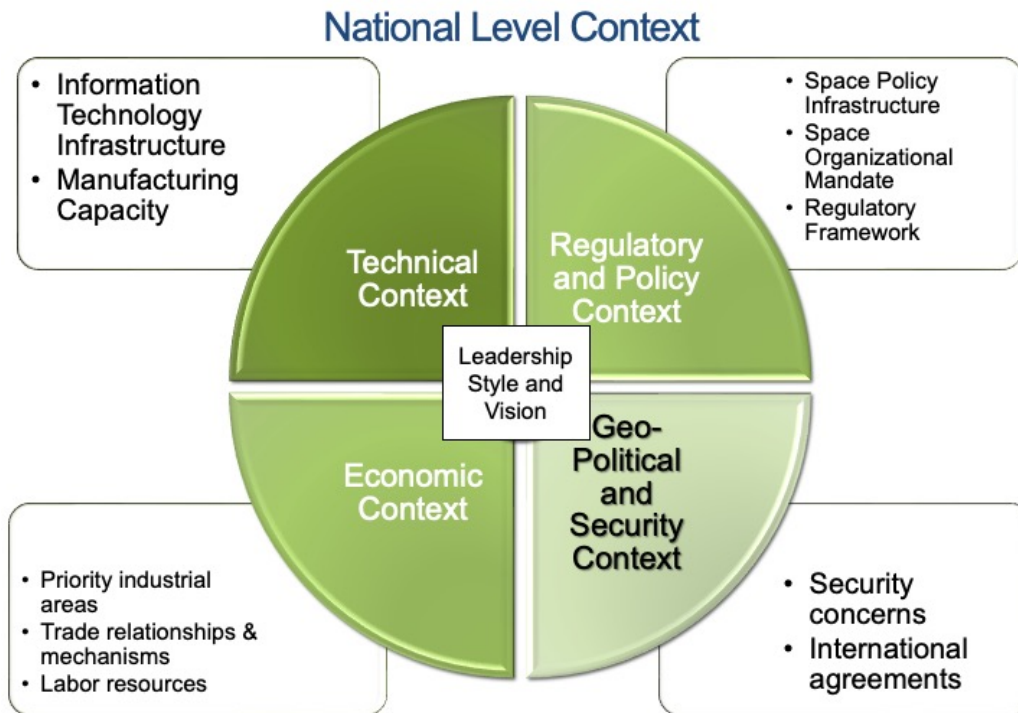 National Level Context
• Information
Technology
Infrastructure
• Manufacturing
Capacity
• Space Policy
Infrastructure
• Space
Organizational
Mandate
• Regulatory
Framework
Technical
Context
Regulatory
and Policy
Context
Leadership
Style and
Vision
Economic
Context
Geo-
Political
and
Security
Context
• Priority industrial
areas
• Trade relationships &
mechanisms
• Labor resources
• Security
concerns
• International
agreements